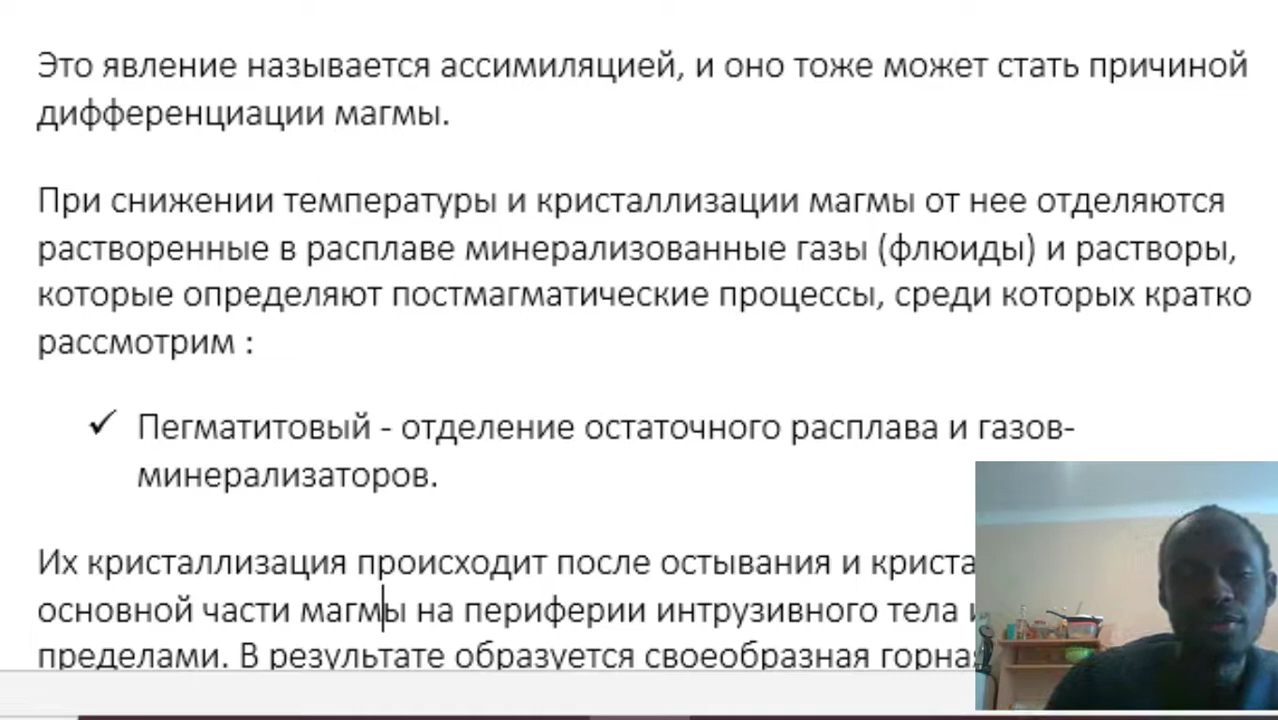 Это явление называется ассимиляцией, и оно тоже может стать причиной
дифференциации магмы.
При снижении температуры и кристаллизации магмы от нее отделяются
растворенные в расплаве минерализованные газы (флюиды) и растворы,
которые определяют постмагматические процессы, среди которых кратко
рассмотрим :
✓ Пегматитовый - отделение остаточного расплава и газов-
минерализаторов.
Их кристаллизация происходит после остывания и
основной части магмы на периферии интрузивного тела
пределами. В результате образуется своеобразная